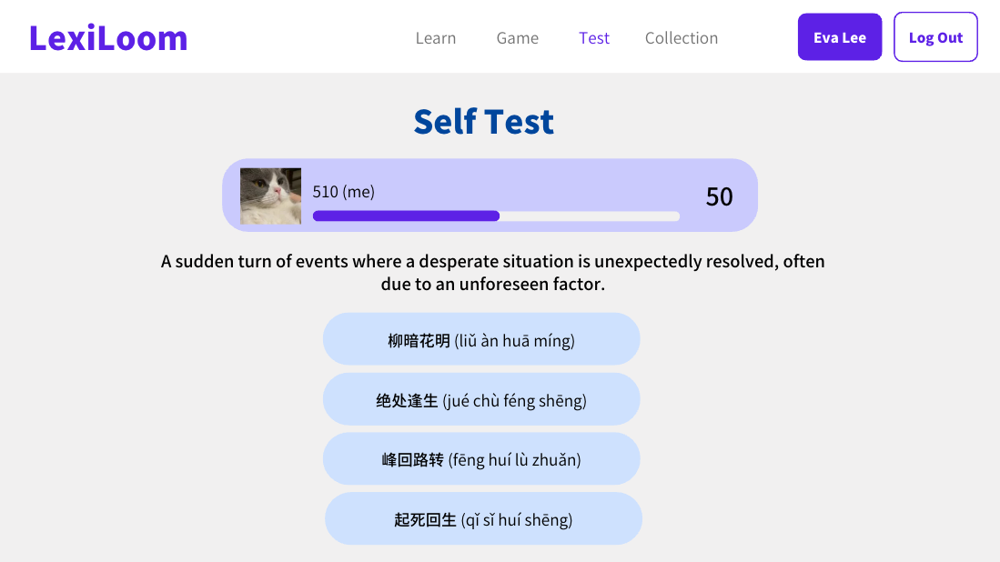 LexiLoom
Learn
Game
Test
Collection
Eva Lee
Log Out
Self Test
510 (me)
50
A sudden turn of events where a desperate situation is unexpectedly resolved, often
due to an unforeseen factor.
柳暗花明 (liǔ àn huā míng)
绝处逢生 (jué chù féng shēng)
峰回路转 (fēng huí lù zhuǎn)
起死回生 (qǐ sǐ huí shēng)